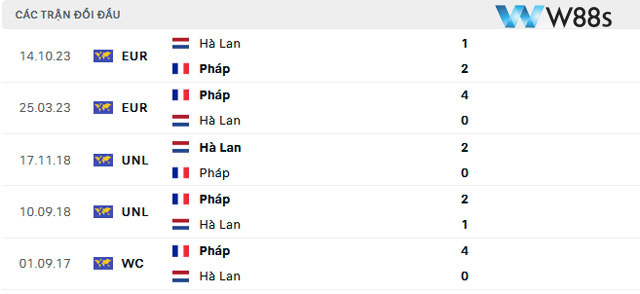 CÁC TRẬN ĐỐI ĐẦU
W88s
14.10.23 EUR Hà Lan 1
Pháp 2
25.03.23 EUR Pháp 4
Hà Lan 0
17.11.18 UNL Hà Lan 2
Pháp 0
10.09.18 UNL Pháp 2
Hà Lan 1
01.09.17 WC Pháp 4
Hà Lan 0